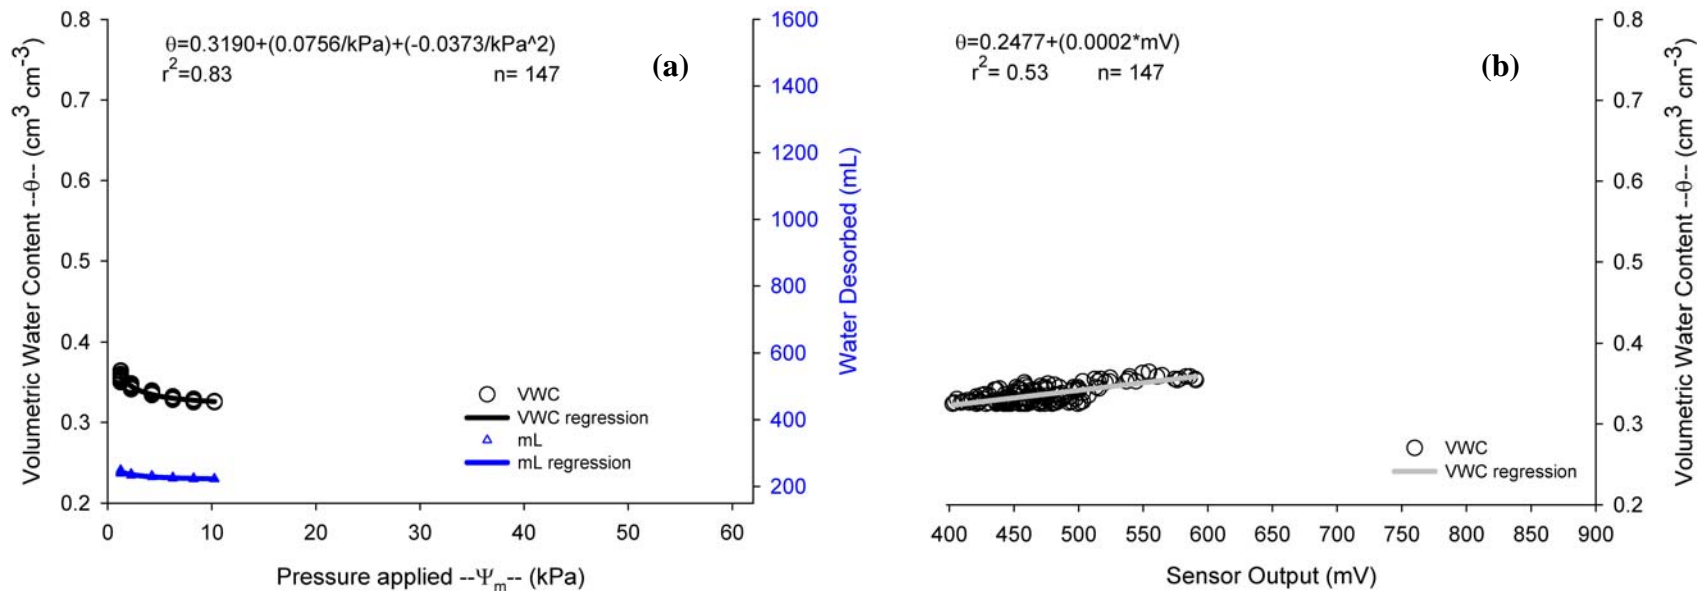 θ=0.3190+(0.0756/kPa)+(-0.0373/kPa^2)
r²=0.83 n= 147
(a)
Volumetric Water Content --θ-- (cm³ cm⁻³)
0.8
0.7
0.6
0.5
0.4
0.3
0.2
0 10 20 30 40 50 60
Pressure applied --Ψm-- (kPa)
1600
1400
1200
1000
800
600
400
200
Water Desorbed (mL)
VWC
VWC regression
mL
mL regression
θ=0.2477+(0.0002*mV)
r²= 0.53 n= 147
(b)
0.8
0.7
0.6
0.5
0.4
0.3
0.2
Volumetric Water Content --θ-- (cm³ cm⁻³)
VWC
VWC regression
400 450 500 550 600 650 700 750 800 850 900
Sensor Output (mV)